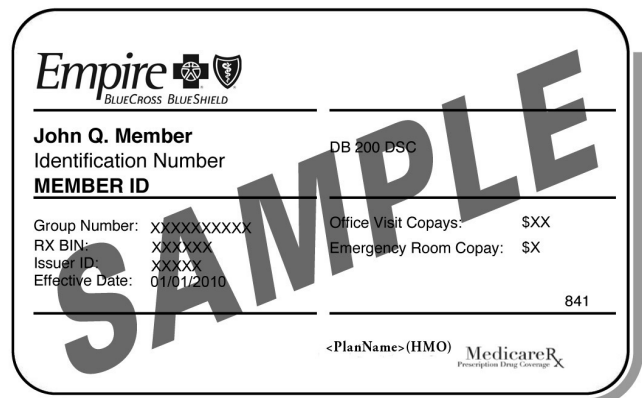 Empire
BLUECROSS BLUESHIELD
John Q. Member
Identification Number
MEMBER ID
DB 200 DSC
Group Number: XXXXXXXXXX
RX BIN: XXXXXX
Issuer ID: XXXXX
Effective Date: 01/01/2010
Office Visit Copays: $XX
Emergency Room Copay: $X
841
<PlanName>(HMO)
MedicareRx
Prescription Drug Coverage
SAMPLE